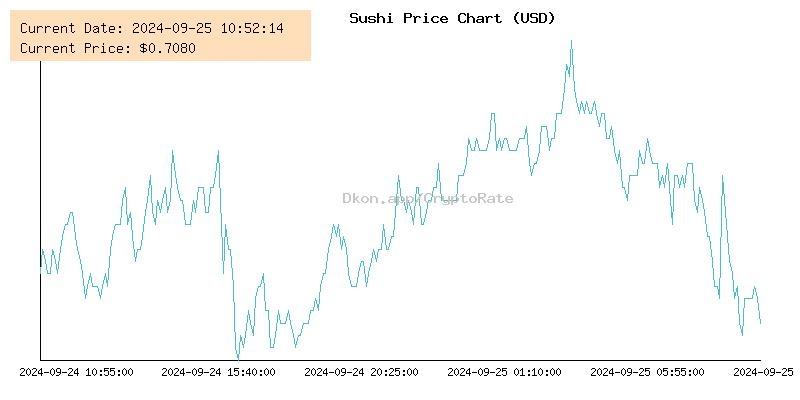 Sushi Price Chart (USD)
Current Date: 2024-09-25 10:52:14
Current Price: $0.7080
Dkon.app/CryptoRate
2024-09-24 10:55:00 2024-09-24 15:40:00 2024-09-24 20:25:00 2024-09-25 01:10:00 2024-09-25 05:55:00 2024-09-25